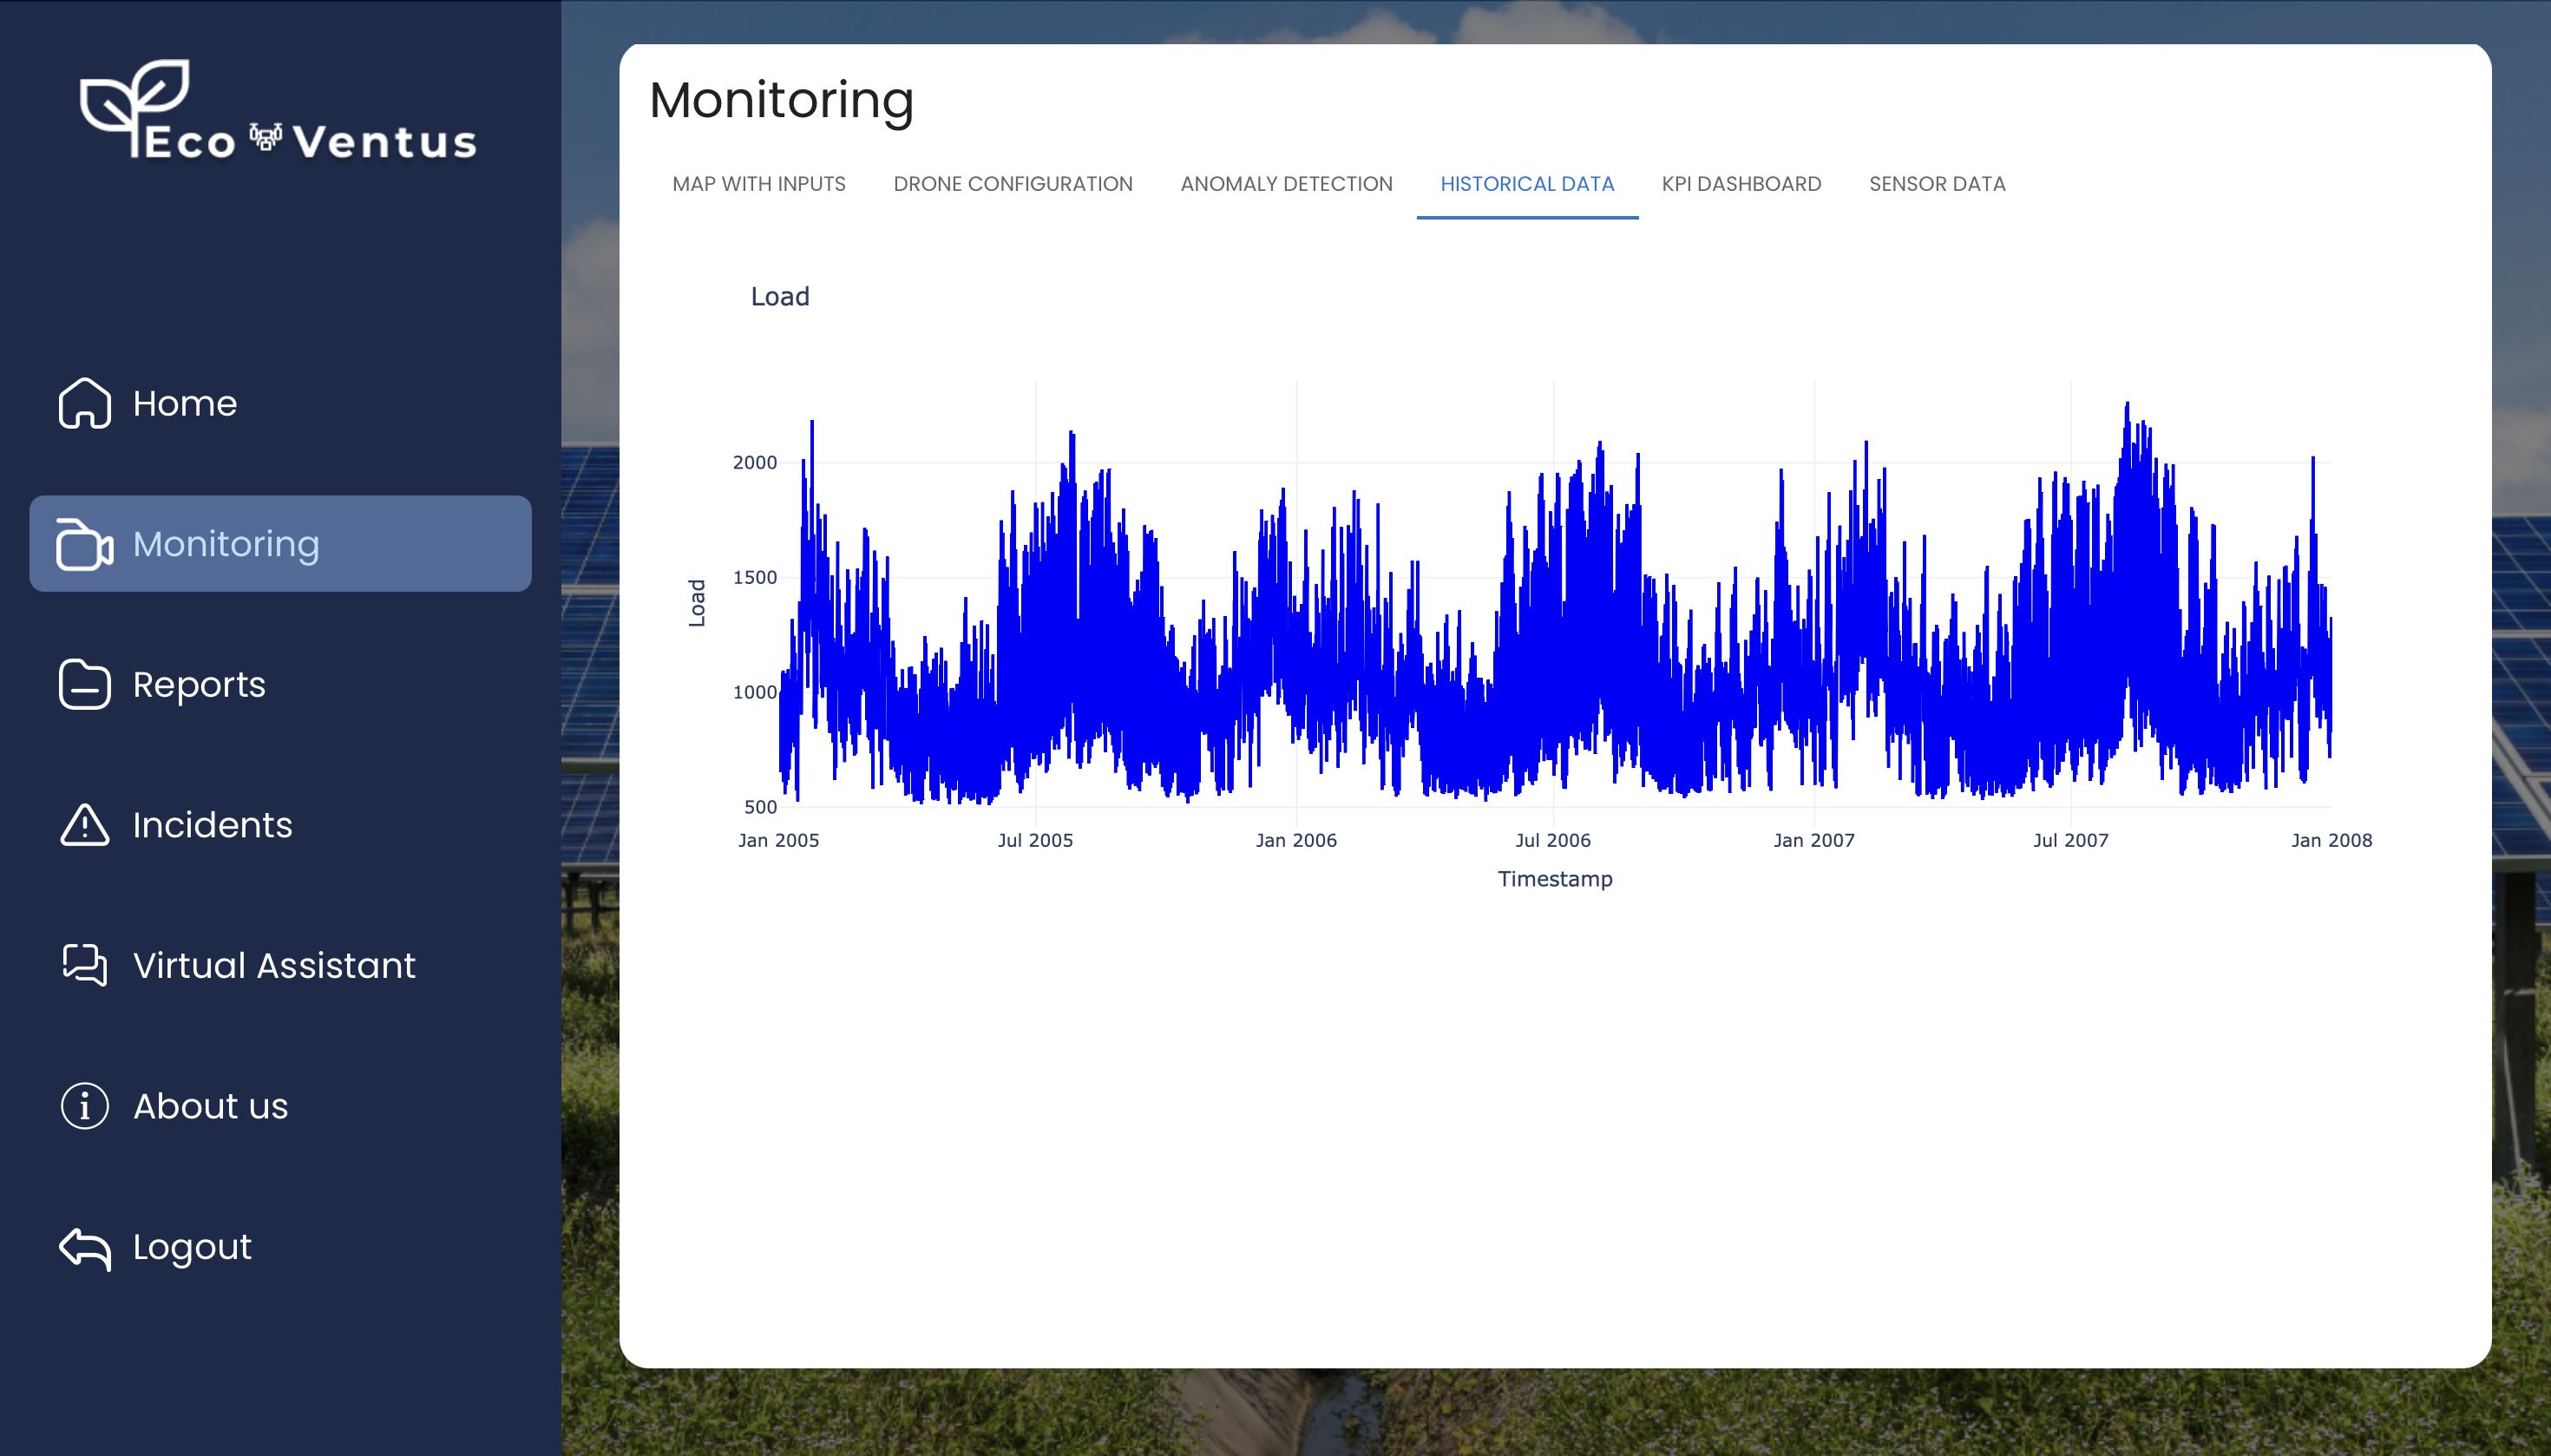 Eco Ventus
Home
Monitoring
Reports
Incidents
Virtual Assistant
About us
Logout
Monitoring
MAP WITH INPUTS DRONE CONFIGURATION ANOMALY DETECTION HISTORICAL DATA KPI DASHBOARD SENSOR DATA
Load
Load
2000
1500
1000
500
Jan 2005 Jul 2005 Jan 2006 Jul 2006 Jan 2007 Jul 2007 Jan 2008
Timestamp